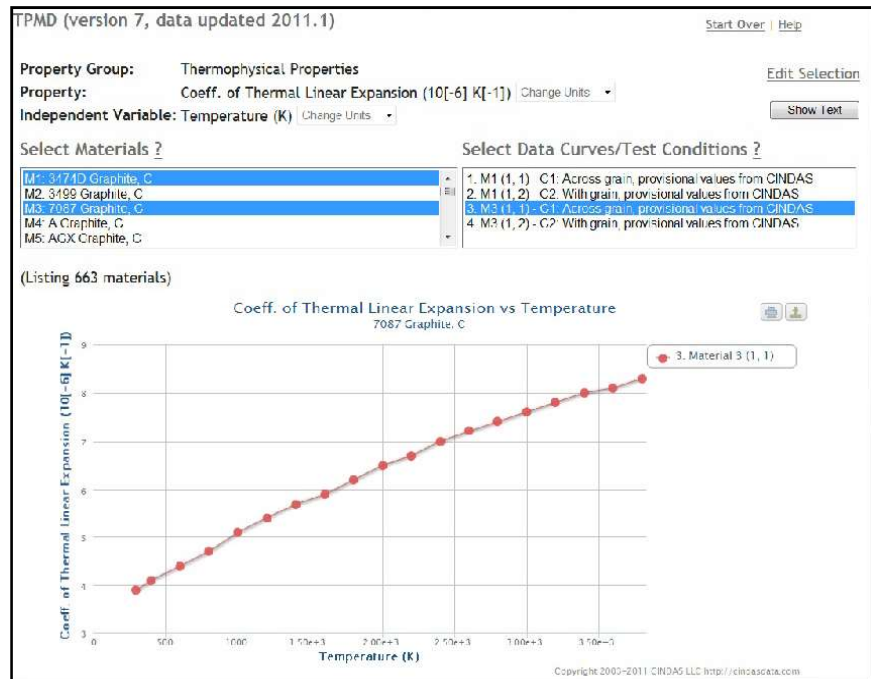 TPMD (version 7, data updated 2011.1)
Start Over | Help
Property Group: Thermophysical Properties
Edit Selection
Property: Coeff. of Thermal Linear Expansion (10[-6] K[-1]) Change Units
Independent Variable: Temperature (K) Change Units
Show Text
Select Materials ?
Select Data Curves/Test Conditions ?
M1: 3474D Graphite, C
M2: 3499 Graphite, C
M3: 7087 Graphite, C
M4: A Graphite, C
M5: ACX Graphite, C
1. M1 (1, 1) - C1: Across grain, provisional values from CINDAS
2. M1 (1, 2) - C2: With grain, provisional values from CINDAS
3. M3 (1, 1) - C1: Across grain, provisional values from CINDAS
4. M3 (1, 2) - C2: With grain, provisional values from CINDAS
(Listing 663 materials)
Coeff. of Thermal Linear Expansion vs Temperature
7087 Graphite, C
Coeff. of Thermal Linear Expansion (10[-6] K[-1])
9
8
7
6
5
4
3
3. Material 3 (1, 1)
0 500 1000 1.50e+3 2.00e+3 2.50e+3 3.00e+3 3.50e+3
Temperature (K)
Copyright 2003-2011 CINDAS LLC http://cindasdata.com